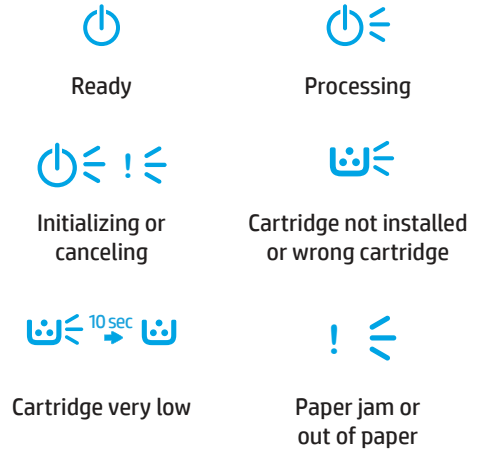 Ready
Processing
!
Initializing or
canceling
Cartridge not installed
or wrong cartridge
10 sec
Cartridge very low
!
Paper jam or
out of paper